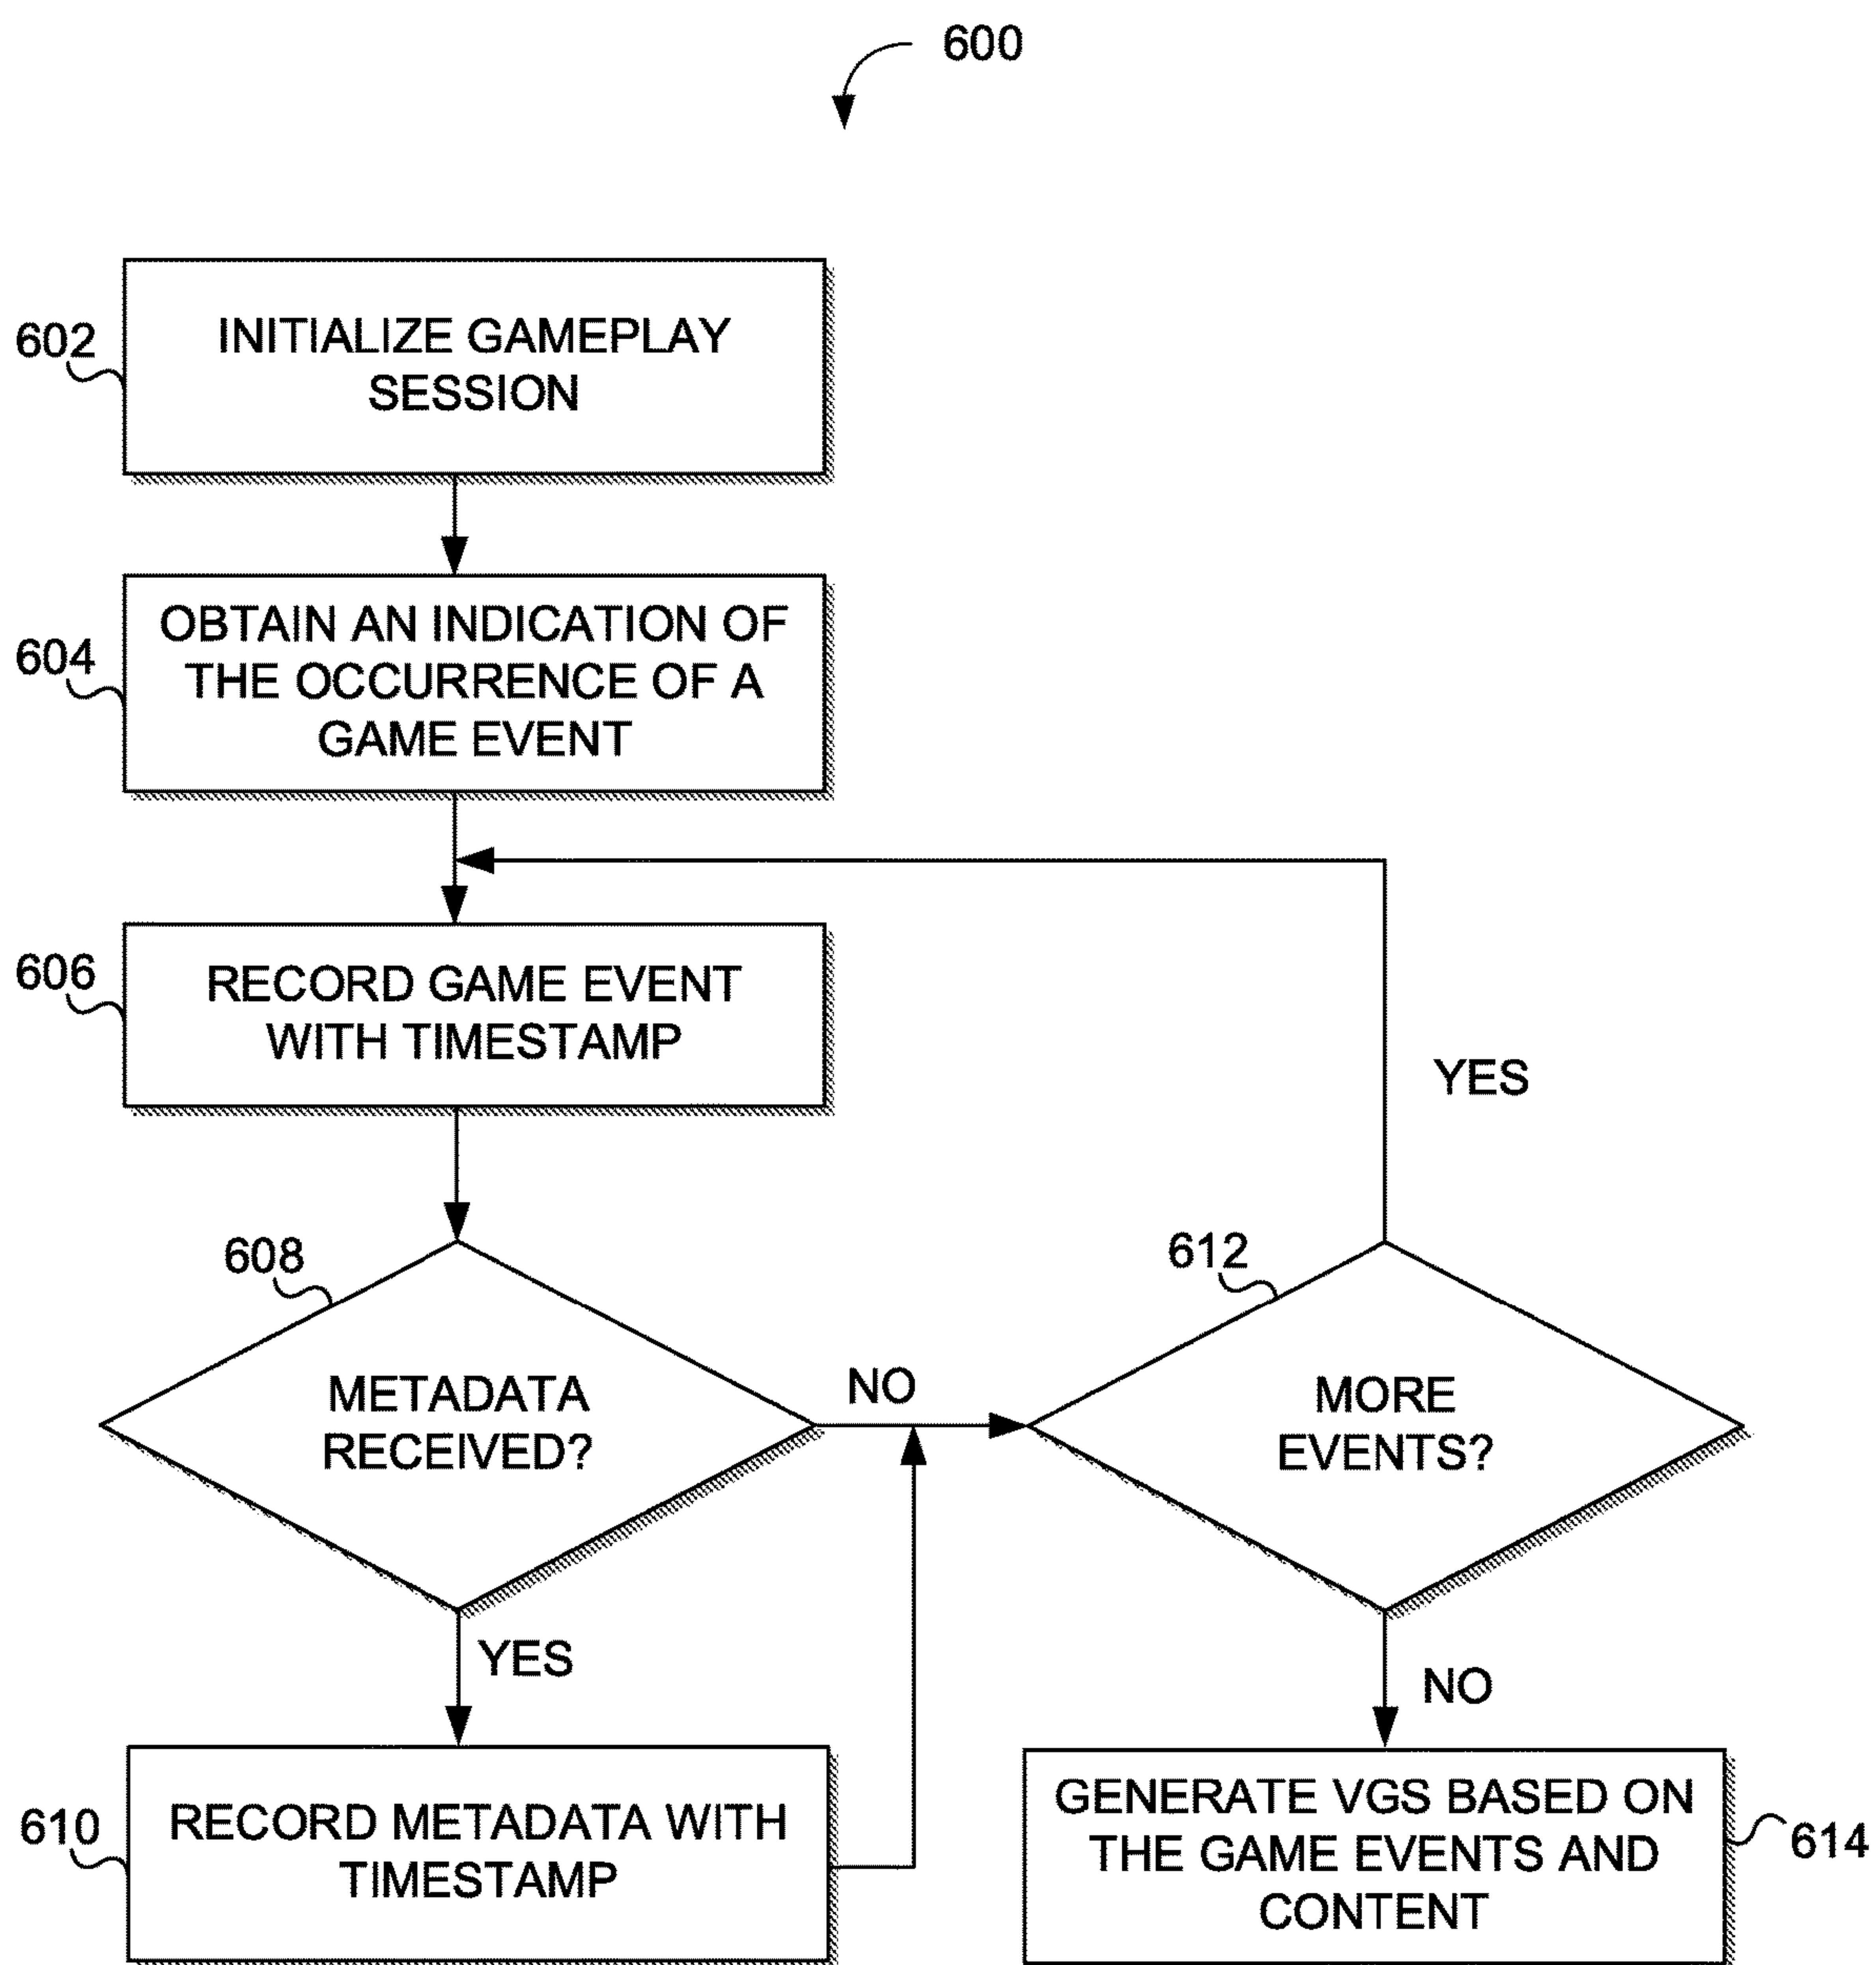 600
602
INITIALIZE GAMEPLAY
SESSION
604
OBTAIN AN INDICATION OF
THE OCCURRENCE OF A
GAME EVENT
606
RECORD GAME EVENT
WITH TIMESTAMP
YES
608
METADATA
RECEIVED?
NO
612
MORE
EVENTS?
YES
NO
610
RECORD METADATA WITH
TIMESTAMP
GENERATE VGS BASED ON
THE GAME EVENTS AND
CONTENT
614